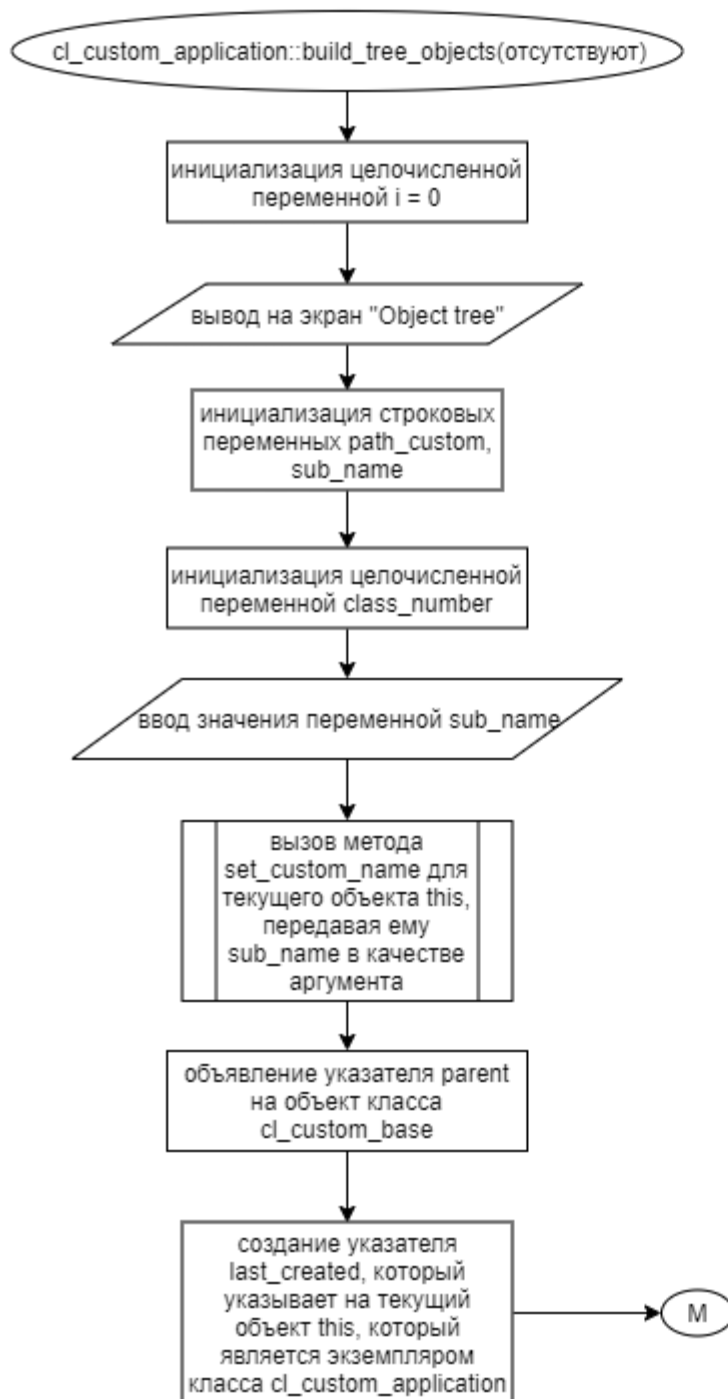 cl_custom_application::build_tree_objects(отсутствуют)
инициализация целочисленной
переменной i = 0
вывод на экран "Object tree"
инициализация строковых
переменных path_custom,
sub_name
инициализация целочисленной
переменной class_number
ввод значения переменной sub_name
вызов метода
set_custom_name для
текущего объекта this,
передавая ему
sub_name в качестве
аргумента
объявление указателя parent
на объект класса
cl_custom_base
создание указателя
last_created, который
указывает на текущий
объект this, который
является экземпляром
класса cl_custom_application
M